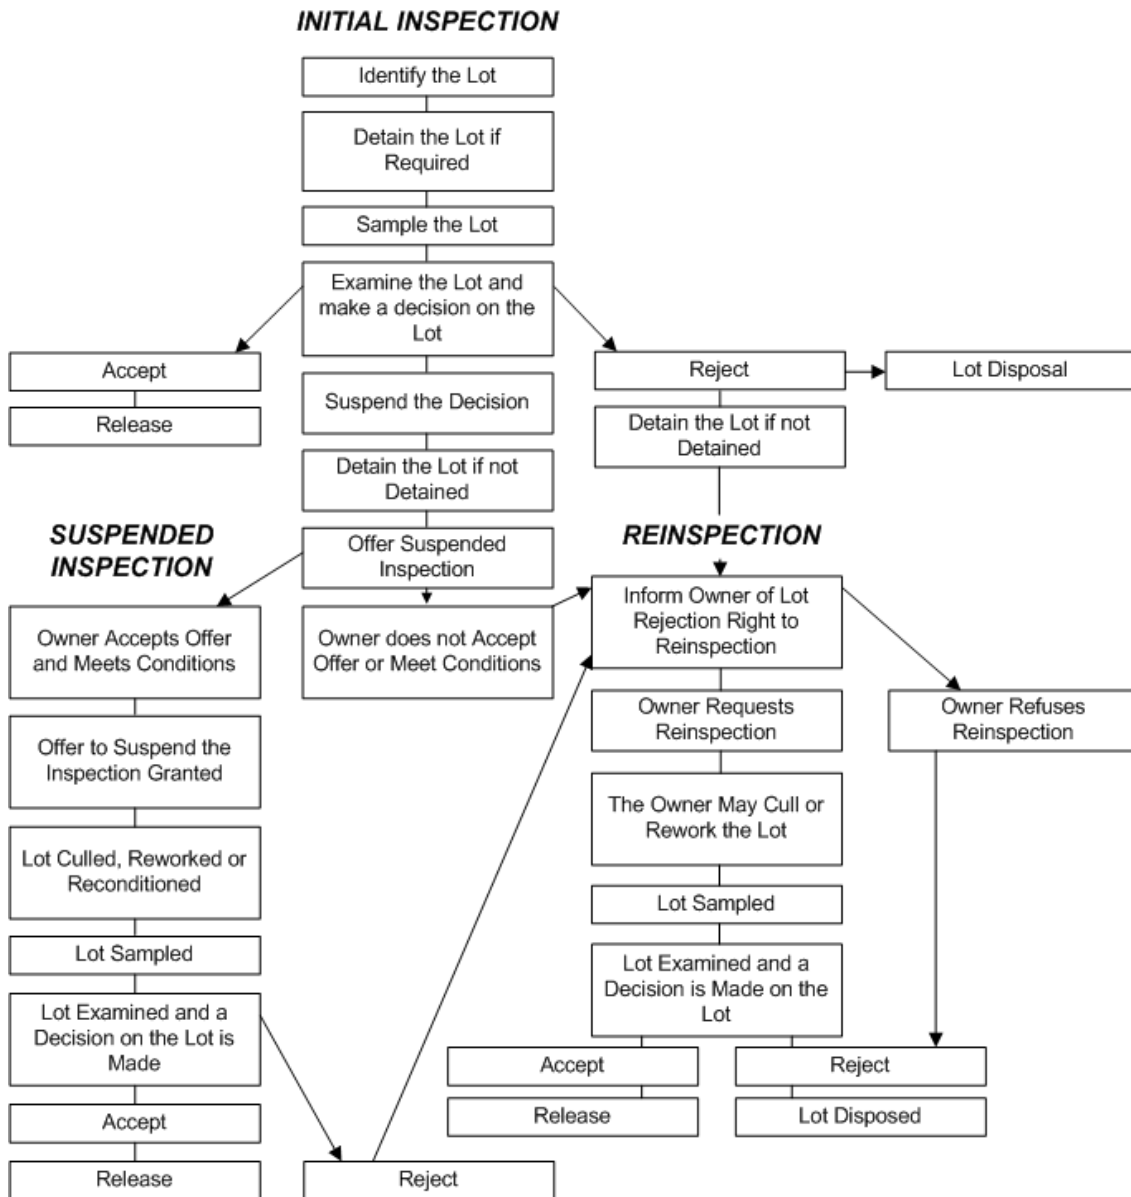 INITIAL INSPECTION
Identify the Lot
Detain the Lot if
Required
Sample the Lot
Examine the Lot and
make a decision on the
Lot
Accept
Release
Suspend the Decision
Detain the Lot if not
Detained
Offer Suspended
Inspection
Owner does not Accept
Offer or Meet Conditions
Reject
Lot Disposal
Detain the Lot if not
Detained
SUSPENDED
INSPECTION
Owner Accepts Offer
and Meets Conditions
Offer to Suspend the
Inspection Granted
Lot Culled, Reworked or
Reconditioned
Lot Sampled
Lot Examined and a
Decision on the Lot is
Made
Accept
Release
Reject
REINSPECTION
Inform Owner of Lot
Rejection Right to
Reinspection
Owner Requests
Reinspection
Owner Refuses
Reinspection
The Owner May Cull or
Rework the Lot
Lot Sampled
Lot Examined and a
Decision is Made on the
Lot
Accept
Release
Reject
Lot Disposed